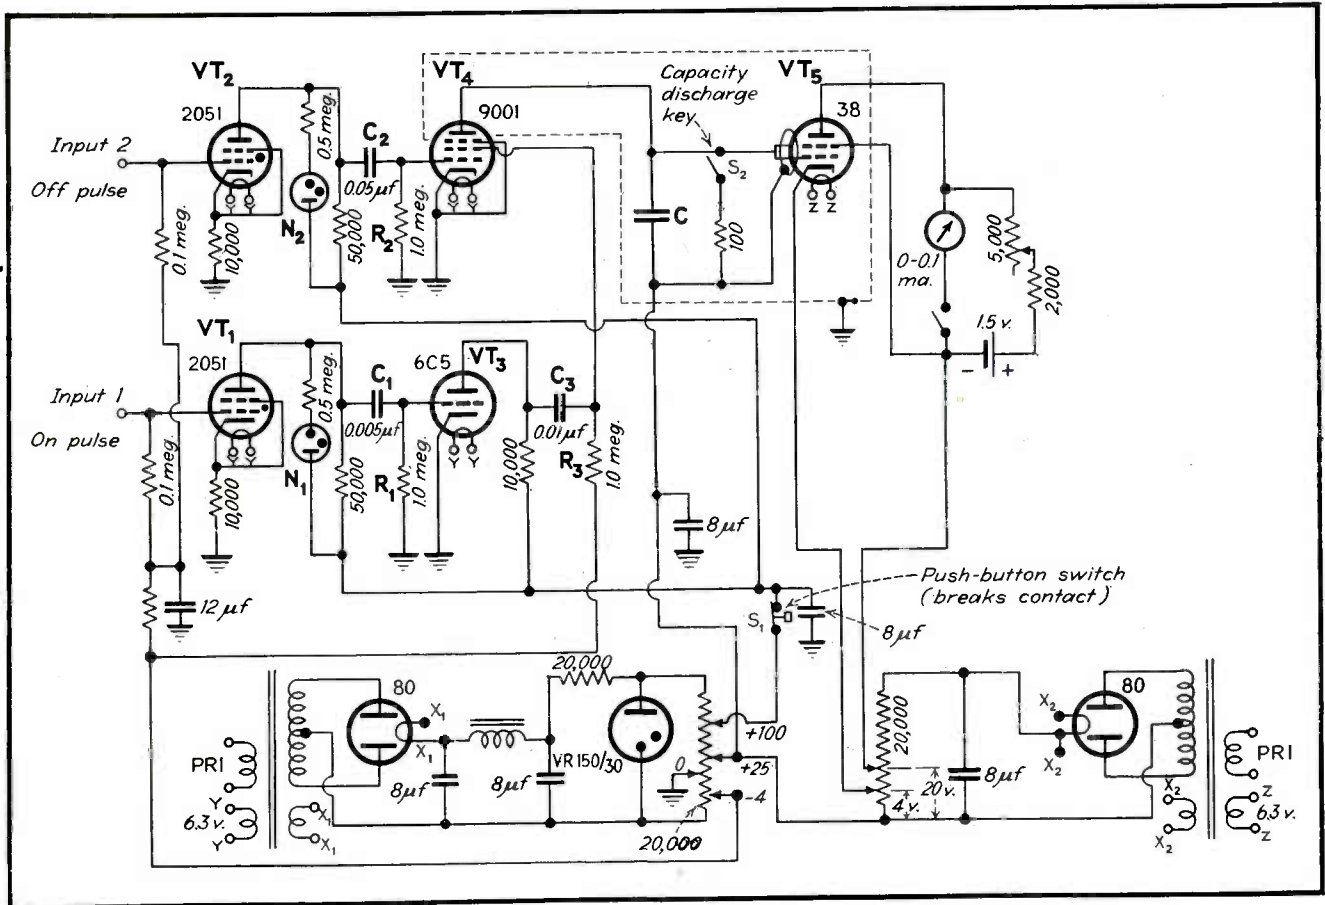 VT2
2051
Input 2
Off pulse
0.1 meg.
10,000
Y Y
0.5 meg.
N2
50,000
C2
0.05μf
R2
1.0 meg.
VT4
9001
Y Y
Capacity
discharge
key
S2
100
C
VT5
38
Z Z
0-0.1
ma.
5,000
2,000
1.5 v.
- +
VT1
2051
Input 1
On pulse
0.1 meg.
10,000
Y Y
0.5 meg.
N1
50,000
C1
0.005μf
R1
1.0 meg.
6C5
VT3
Y Y
10,000
C3
0.01μf
R3
1.0 meg.
8μf
12μf
Push-button switch
(breaks contact)
S1
8μf
PRI
Y
6.3 v.
Y
X1
X1
80
X1
X1
8μf
8μf
20,000
VR150/30
0
+100
+25
-4
20,000
20,000
20 v.
4 v.
8μf
80
X2
X2
X2
X2
PRI
Z
6.3 v.
Z